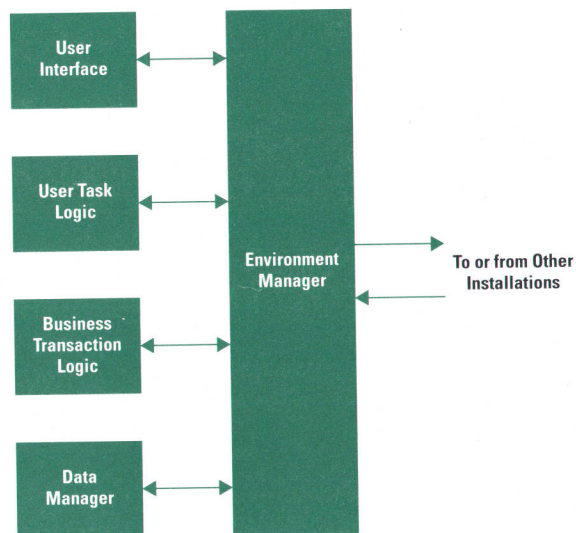 User
Interface
User Task
Logic
Business
Transaction
Logic
Data
Manager
Environment
Manager
To or from Other
Installations